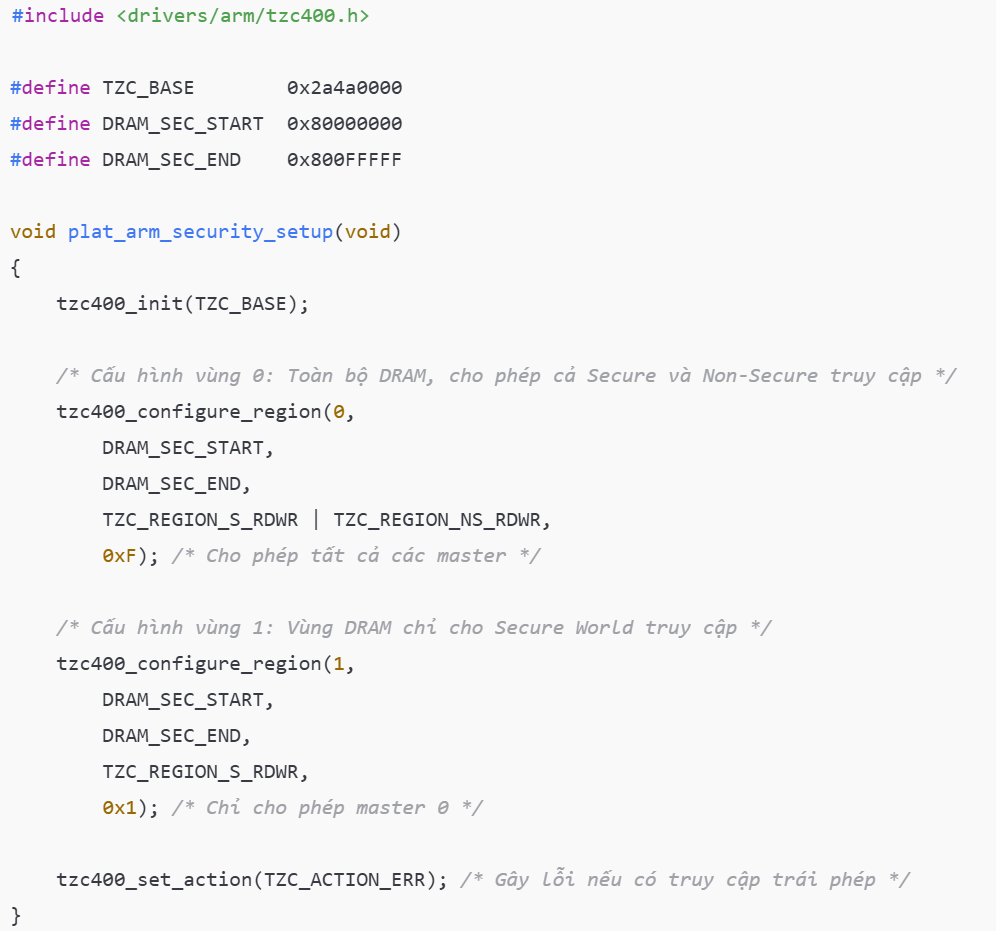 #include <drivers/arm/tzc400.h>

#define TZC_BASE        0x2a4a0000
#define DRAM_SEC_START  0x80000000
#define DRAM_SEC_END    0x800FFFFF

void plat_arm_security_setup(void)
{
    tzc400_init(TZC_BASE);

    /* Cấu hình vùng 0: Toàn bộ DRAM, cho phép cả Secure và Non-Secure truy cập */
    tzc400_configure_region(0,
        DRAM_SEC_START,
        DRAM_SEC_END,
        TZC_REGION_S_RDWR | TZC_REGION_NS_RDWR,
        0xF); /* Cho phép tất cả các master */

    /* Cấu hình vùng 1: Vùng DRAM chỉ cho Secure World truy cập */
    tzc400_configure_region(1,
        DRAM_SEC_START,
        DRAM_SEC_END,
        TZC_REGION_S_RDWR,
        0x1); /* Chỉ cho phép master 0 */

    tzc400_set_action(TZC_ACTION_ERR); /* Gây lỗi nếu có truy cập trái phép */
}